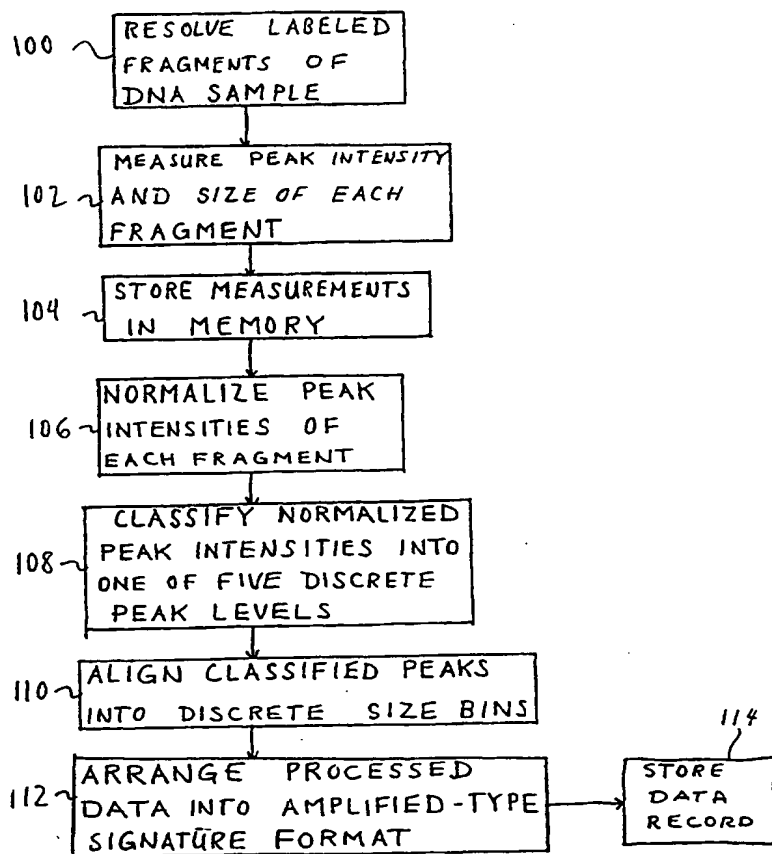 100
RESOLVE LABELED
FRAGMENTS OF
DNA SAMPLE
102
MEASURE PEAK INTENSITY
AND SIZE OF EACH
FRAGMENT
104
STORE MEASUREMENTS
IN MEMORY
106
NORMALIZE PEAK
INTENSITIES OF
EACH FRAGMENT
108
CLASSIFY NORMALIZED
PEAK INTENSITIES INTO
ONE OF FIVE DISCRETE
PEAK LEVELS
110
ALIGN CLASSIFIED PEAKS
INTO DISCRETE SIZE BINS
112
ARRANGE PROCESSED
DATA INTO AMPLIFIED-TYPE
SIGNATURE FORMAT
114
STORE
DATA
RECORD